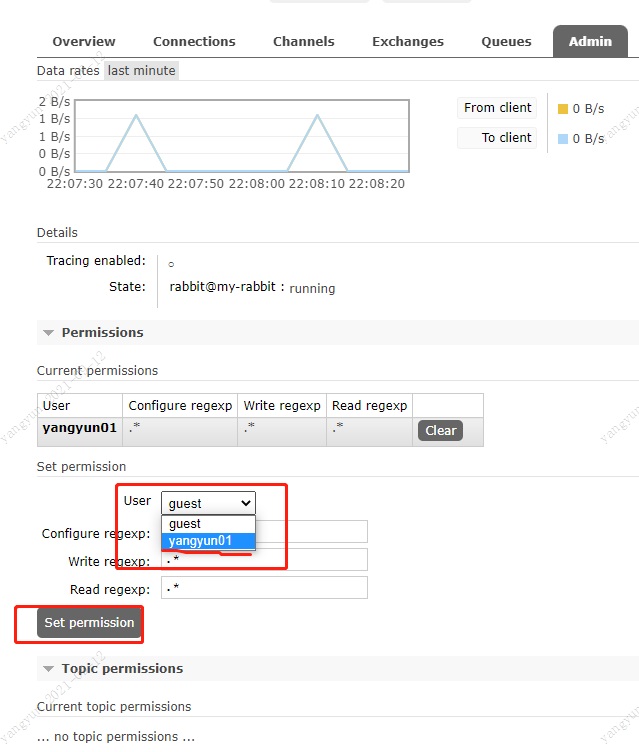 Overview Connections Channels Exchanges Queues Admin
Data rates last minute
2 B/s
1 B/s
1 B/s
0 B/s
0 B/s
22:07:30 22:07:40 22:07:50 22:08:00 22:08:10 22:08:20
From client 0 B/s
To client 0 B/s
Details
Tracing enabled: ○
State: rabbit@my-rabbit : running
Permissions
Current permissions
User Configure regexp Write regexp Read regexp
yangyun01 .* .* .* Clear
Set permission
User guest
guest
yangyun01
Configure regexp:
Write regexp: .*
Read regexp: .*
Set permission
Topic permissions
Current topic permissions
... no topic permissions ...